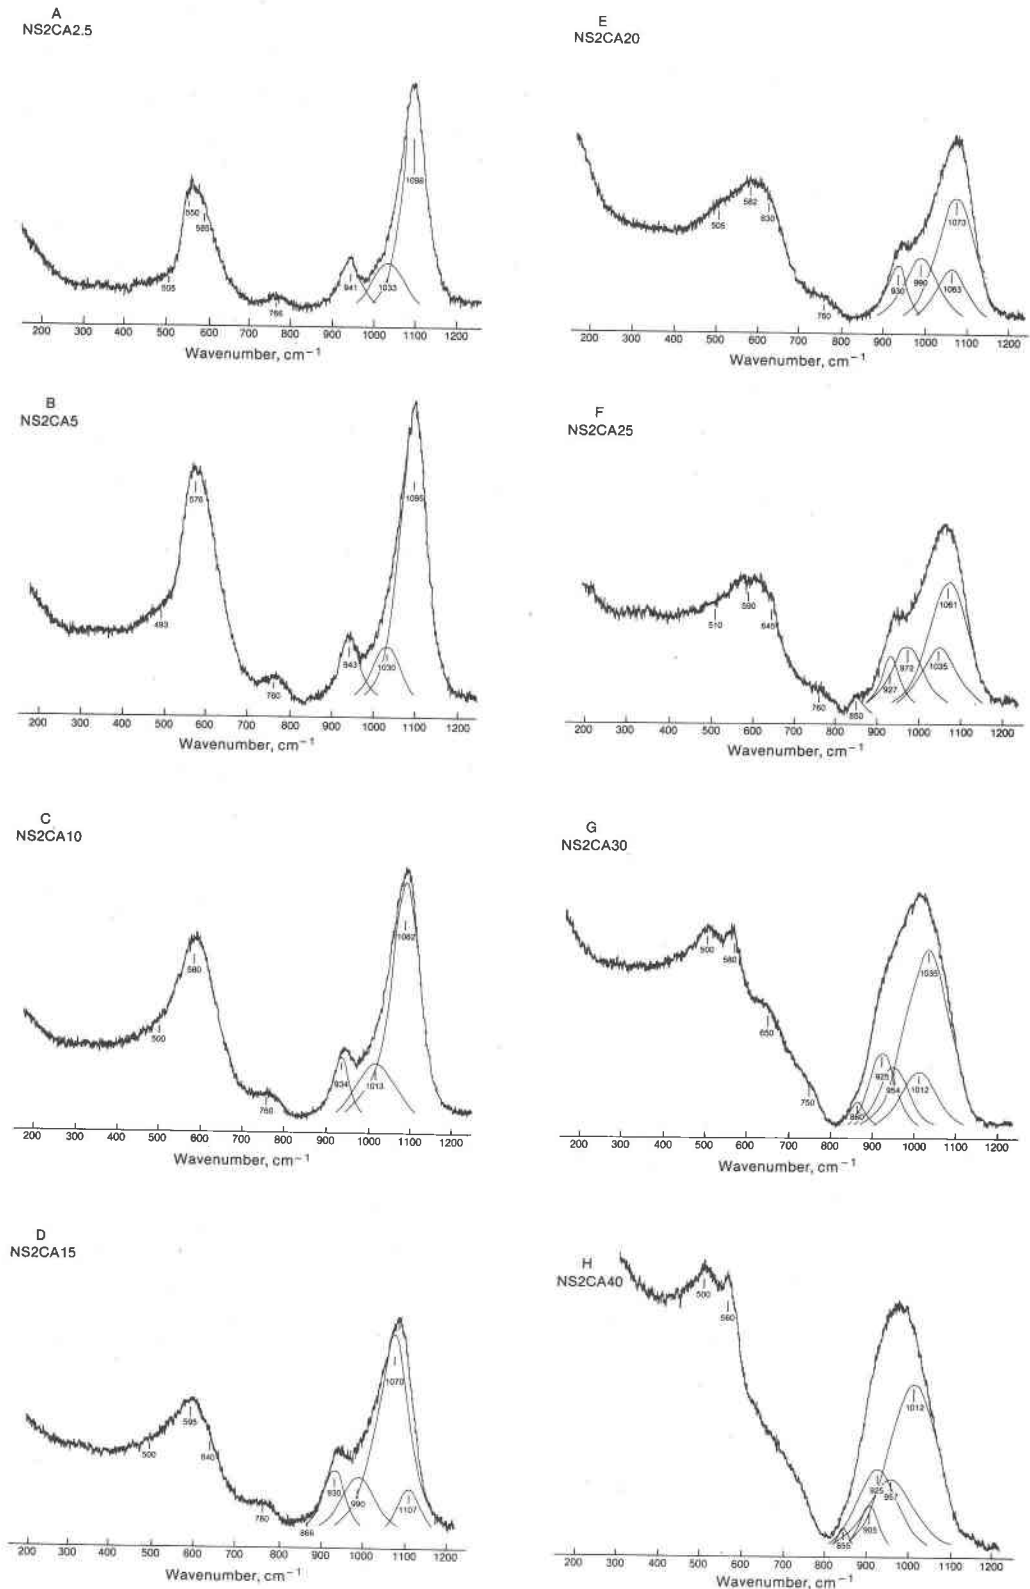 A
NS2CA2.5
550
585
505
766
941
1033
1098
200 300 400 500 600 700 800 900 1000 1100 1200
Wavenumber, cm−1
B
NS2CA5
576
493
760
943
1030
1095
200 300 400 500 600 700 800 900 1000 1100 1200
Wavenumber, cm−1
C
NS2CA10
580
500
760
934
1013
1082
200 300 400 500 600 700 800 900 1000 1100 1200
Wavenumber, cm−1
D
NS2CA15
595
500
640
760
866
930
990
1070
1107
200 300 400 500 600 700 800 900 1000 1100 1200
Wavenumber, cm−1
E
NS2CA20
505
582
630
760
930
990
1073
1063
200 300 400 500 600 700 800 900 1000 1100 1200
Wavenumber, cm−1
F
NS2CA25
510
590
645
760
850
927
972
1035
1061
200 300 400 500 600 700 800 900 1000 1100 1200
Wavenumber, cm−1
G
NS2CA30
500
580
650
750
860
925
954
1012
1035
200 300 400 500 600 700 800 900 1000 1100 1200
Wavenumber, cm−1
H
NS2CA40
500
560
855
905
925
957
1012
200 300 400 500 600 700 800 900 1000 1100 1200
Wavenumber, cm−1